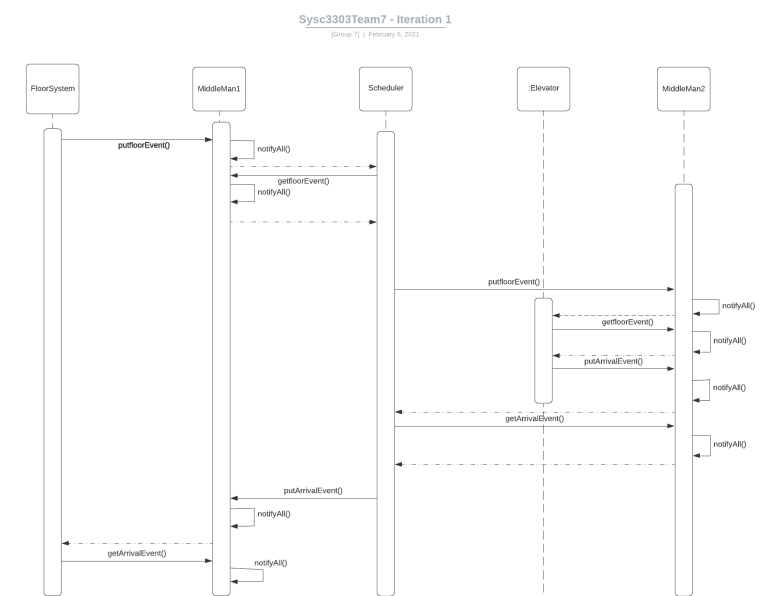 Sysc3303Team7 - Iteration 1
[Group 7] | February 6, 2021
FloorSystem
MiddleMan1
Scheduler
:Elevator
MiddleMan2
putfloorEvent()
notifyAll()
getfloorEvent()
notifyAll()
putfloorEvent()
notifyAll()
getfloorEvent()
notifyAll()
putArrivalEvent()
notifyAll()
getArrivalEvent()
notifyAll()
putArrivalEvent()
notifyAll()
getArrivalEvent()
notifyAll()